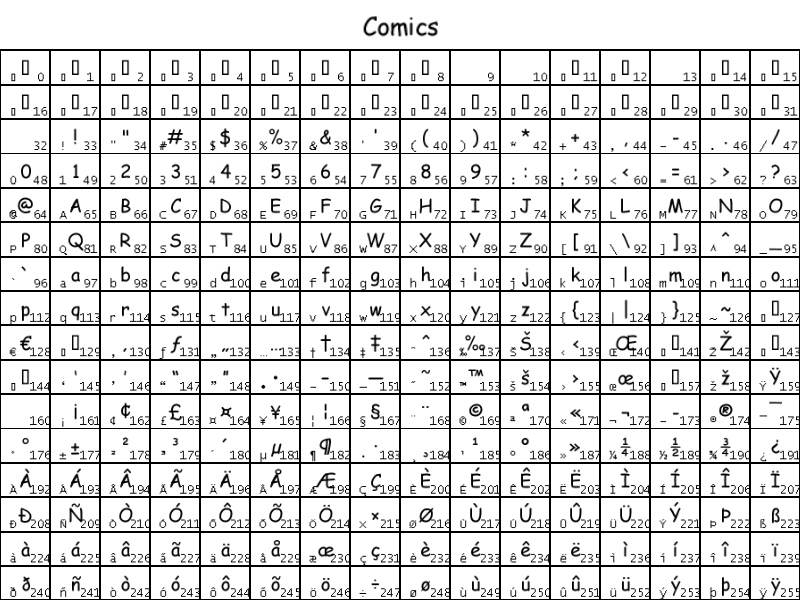 Comics
▯ ▯ 0 ▯ ▯ 1 ▯ ▯ 2 ▯ ▯ 3 ▯ ▯ 4 ▯ ▯ 5 ▯ ▯ 6 ▯ ▯ 7 ▯ ▯ 8 9 10 ▯ ▯ 11 ▯ ▯ 12 13 ▯ ▯ 14 ▯ ▯ 15
▯ ▯ 16 ▯ ▯ 17 ▯ ▯ 18 ▯ ▯ 19 ▯ ▯ 20 ▯ ▯ 21 ▯ ▯ 22 ▯ ▯ 23 ▯ ▯ 24 ▯ ▯ 25 ▯ ▯ 26 ▯ ▯ 27 ▯ ▯ 28 ▯ ▯ 29 ▯ ▯ 30 ▯ ▯ 31
32 ! ! 33 " " 34 # # 35 $ $ 36 % % 37 & & 38 ' ' 39 ( ( 40 ) ) 41 * * 42 + + 43 , , 44 - - 45 . . 46 / / 47
0 0 48 1 1 49 2 2 50 3 3 51 4 4 52 5 5 53 6 6 54 7 7 55 8 8 56 9 9 57 : : 58 ; ; 59 < < 60 = = 61 > > 62 ? ? 63
@ @ 64 A A 65 B B 66 C C 67 D D 68 E E 69 F F 70 G G 71 H H 72 I I 73 J J 74 K K 75 L L 76 M M 77 N N 78 O O 79
P P 80 Q Q 81 R R 82 S S 83 T T 84 U U 85 V V 86 W W 87 X X 88 Y Y 89 Z Z 90 [ [ 91 \ \ 92 ] ] 93 ^ ^ 94 _ _ 95
` ` 96 a a 97 b b 98 c c 99 d d 100 e e 101 f f 102 g g 103 h h 104 i i 105 j j 106 k k 107 l l 108 m m 109 n n 110 o o 111
p p 112 q q 113 r r 114 s s 115 t t 116 u u 117 v v 118 w w 119 x x 120 y y 121 z z 122 { { 123 | | 124 } } 125 ~ ~ 126 ▯ ▯ 127
€ € 128 ▯ ▯ 129 ‚ ‚ 130 ƒ ƒ 131 „ „ 132 … … 133 † † 134 ‡ ‡ 135 ˆ ˆ 136 ‰ ‰ 137 Š Š 138 ‹ ‹ 139 Œ Œ 140 ▯ ▯ 141 Ž Ž 142 ▯ ▯ 143
▯ ▯ 144 ‘ ‘ 145 ’ ’ 146 “ “ 147 ” ” 148 • • 149 – – 150 — — 151 ˜ ˜ 152 ™ ™ 153 š š 154 › › 155 œ œ 156 ▯ ▯ 157 ž ž 158 Ÿ Ÿ 159
160 ¡ ¡ 161 ¢ ¢ 162 £ £ 163 ¤ ¤ 164 ¥ ¥ 165 ¦ ¦ 166 § § 167 ¨ ¨ 168 © © 169 ª ª 170 « « 171 ¬ ¬ 172 - - 173 ® ® 174 ¯ ¯ 175
° ° 176 ± ± 177 ² ² 178 ³ ³ 179 ´ ´ 180 µ µ 181 ¶ ¶ 182 · · 183 ¸ ¸ 184 ¹ ¹ 185 º º 186 » » 187 ¼ ¼ 188 ½ ½ 189 ¾ ¾ 190 ¿ ¿ 191
À À 192 Á Á 193 Â Â 194 Ã Ã 195 Ä Ä 196 Å Å 197 Æ Æ 198 Ç Ç 199 È È 200 É É 201 Ê Ê 202 Ë Ë 203 Ì Ì 204 Í Í 205 Î Î 206 Ï Ï 207
Ð Ð 208 Ñ Ñ 209 Ò Ò 210 Ó Ó 211 Ô Ô 212 Õ Õ 213 Ö Ö 214 × × 215 Ø Ø 216 Ù Ù 217 Ú Ú 218 Û Û 219 Ü Ü 220 Ý Ý 221 Þ Þ 222 ß ß 223
à à 224 á á 225 â â 226 ã ã 227 ä ä 228 å å 229 æ æ 230 ç ç 231 è è 232 é é 233 ê ê 234 ë ë 235 ì ì 236 í í 237 î î 238 ï ï 239
ð ð 240 ñ ñ 241 ò ò 242 ó ó 243 ô ô 244 õ õ 245 ö ö 246 ÷ ÷ 247 ø ø 248 ù ù 249 ú ú 250 û û 251 ü ü 252 ý ý 253 þ þ 254 ÿ ÿ 255